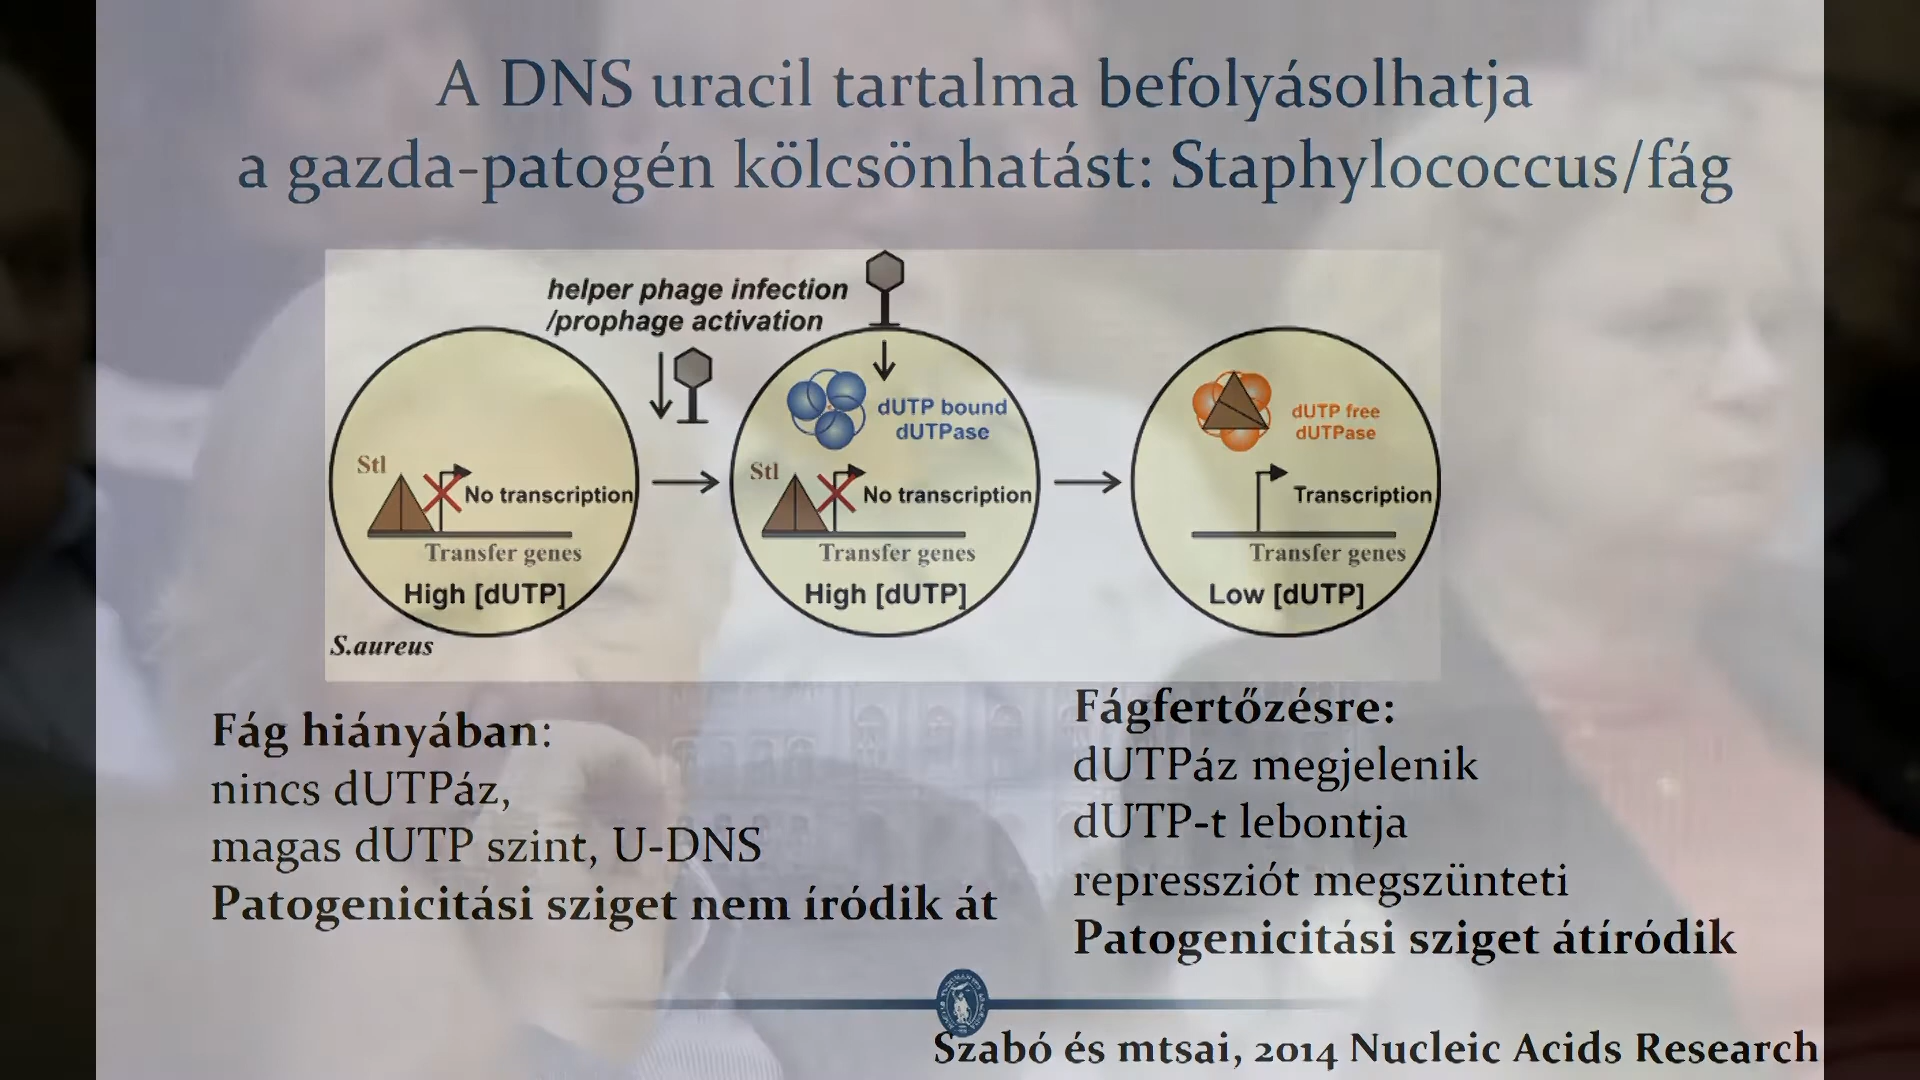 A DNS uracil tartalma befolyásolhatja
a gazda-patogén kölcsönhatást: Staphylococcus/fág
helper phage infection
/prophage activation
Stl
No transcription
Transfer genes
High [dUTP]
S.aureus
dUTP bound
dUTPase
Stl
No transcription
Transfer genes
High [dUTP]
dUTP free
dUTPase
Transcription
Transfer genes
Low [dUTP]
Fág hiányában:
nincs dUTPáz,
magas dUTP szint, U-DNS
Patogenicitási sziget nem íródik át
Fágfertőzésre:
dUTPáz megjelenik
dUTP-t lebontja
repressziót megszünteti
Patogenicitási sziget átíródik
Szabó és mtsai, 2014 Nucleic Acids Research